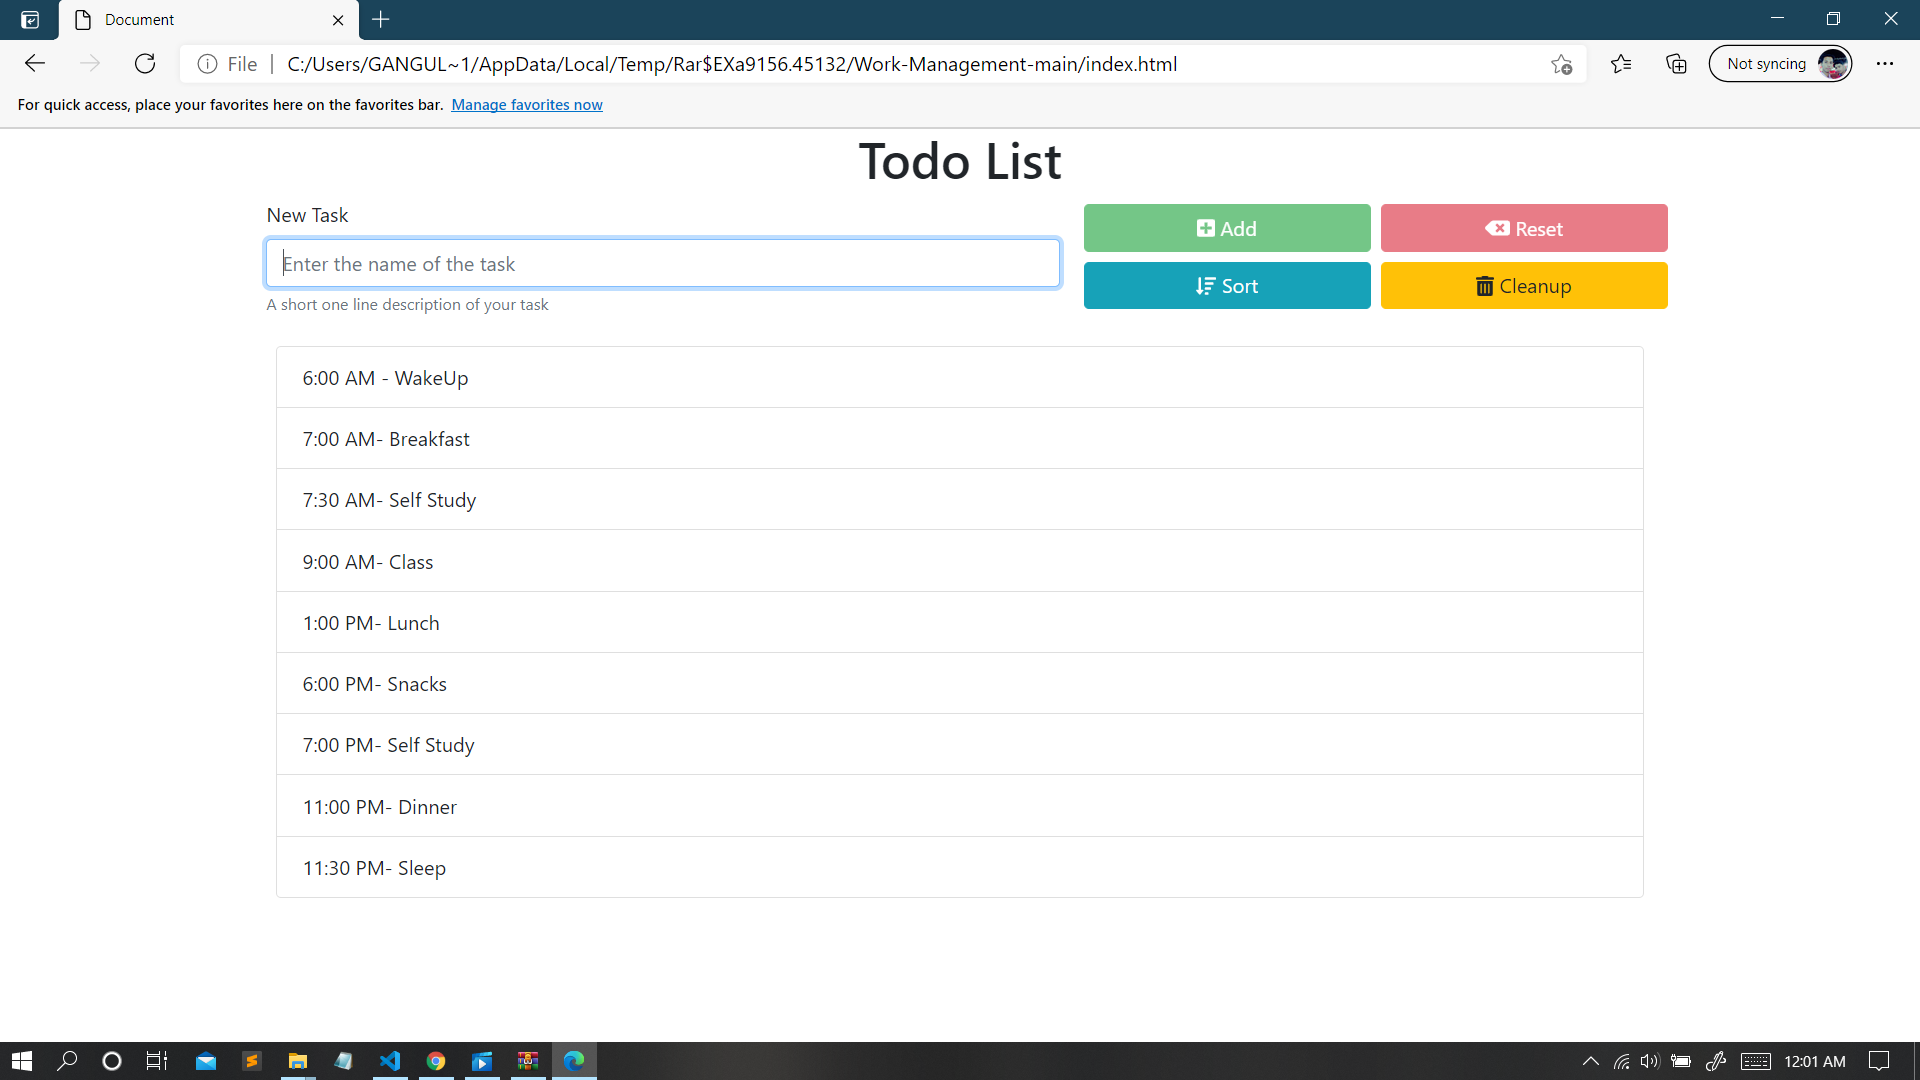 Document
File
C:/Users/GANGUL~1/AppData/Local/Temp/Rar$EXa9156.45132/Work-Management-main/index.html
Not syncing
For quick access, place your favorites here on the favorites bar. Manage favorites now
Todo List
New Task
Add
Reset
Enter the name of the task
Sort
Cleanup
A short one line description of your task
6:00 AM - WakeUp
7:00 AM- Breakfast
7:30 AM- Self Study
9:00 AM- Class
1:00 PM- Lunch
6:00 PM- Snacks
7:00 PM- Self Study
11:00 PM- Dinner
11:30 PM- Sleep
12:01 AM